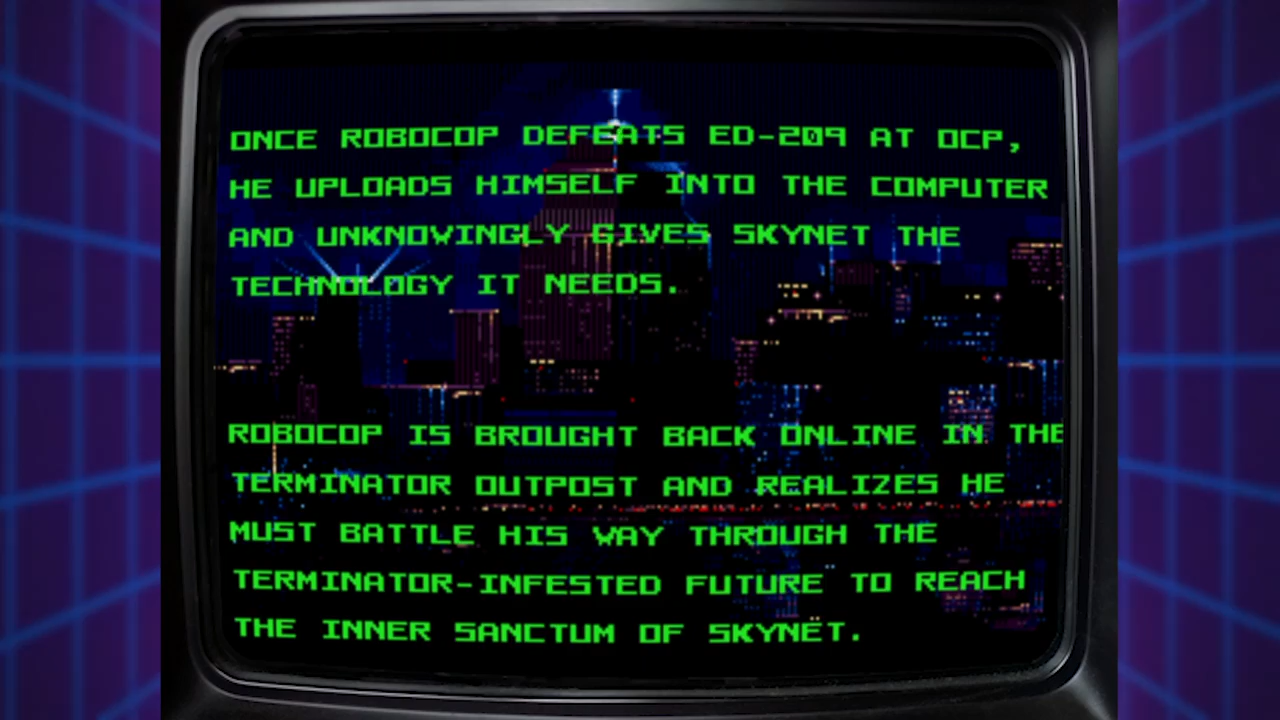 ONCE ROBOCOP DEFEATS ED-209 AT OCP,
HE UPLOADS HIMSELF INTO THE COMPUTER
AND UNKNOWINGLY GIVES SKYNET THE
TECHNOLOGY IT NEEDS.
ROBOCOP IS BROUGHT BACK ONLINE IN THE
TERMINATOR OUTPOST AND REALIZES HE
MUST BATTLE HIS WAY THROUGH THE
TERMINATOR-INFESTED FUTURE TO REACH
THE INNER SANCTUM OF SKYNET.